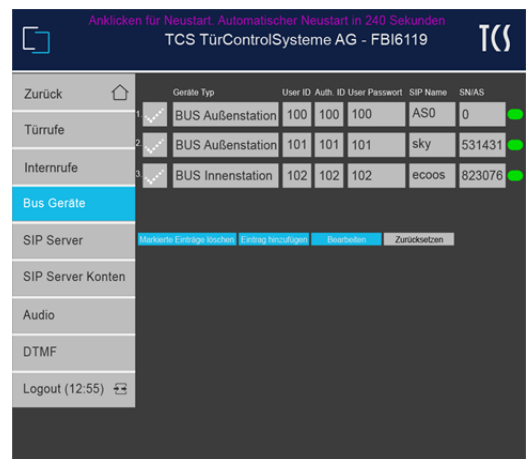 Anklicken für Neustart. Automatischer Neustart in 240 Sekunden
TCS TürControlSysteme AG - FBI6119
TCS
Zurück
Türrufe
Internrufe
Bus Geräte
SIP Server
SIP Server Konten
Audio
DTMF
Logout (12:55)
Geräte Typ User ID Auth. ID User Passwort SIP Name SN/AS
1. BUS Außenstation 100 100 100 AS0 0
2. BUS Außenstation 101 101 101 sky 531431
3. BUS Innenstation 102 102 102 ecoos 823076
Markierte Einträge löschen Eintrag hinzufügen Bearbeiten Zurücksetzen